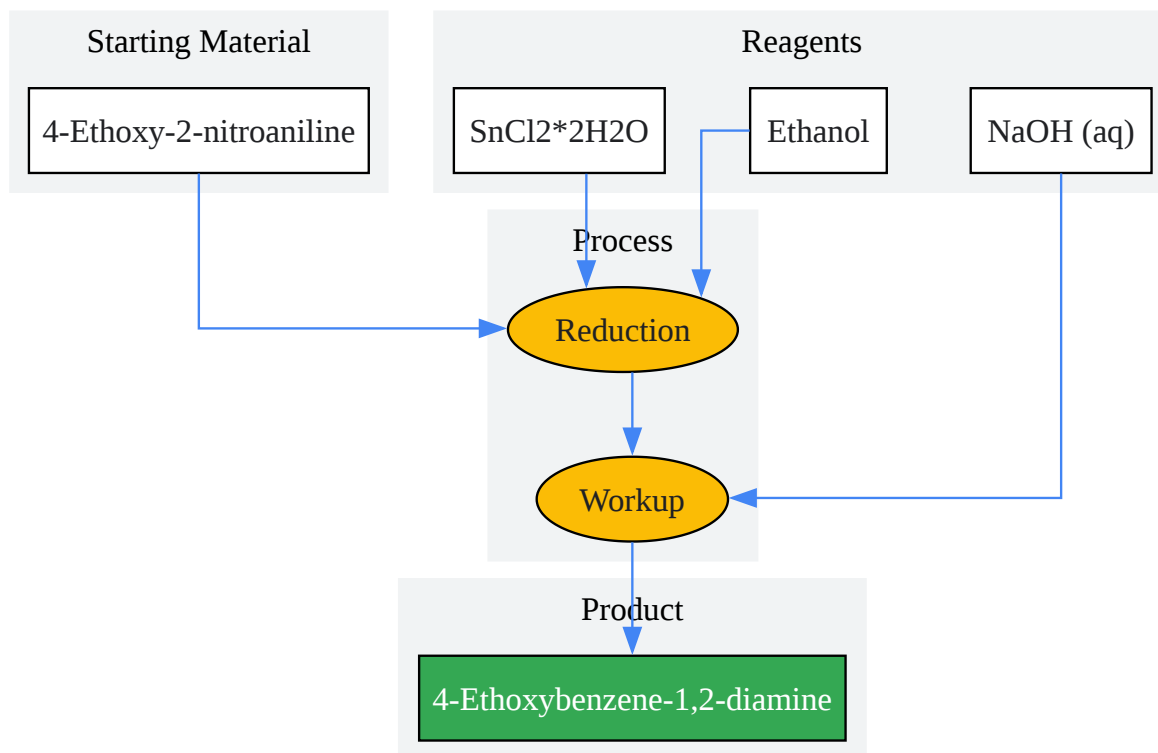 Starting Material
Reagents
4-Ethoxy-2-nitroaniline
SnCl2*2H2O
Ethanol
NaOH (aq)
Process
Reduction
Workup
Product
4-Ethoxybenzene-1,2-diamine